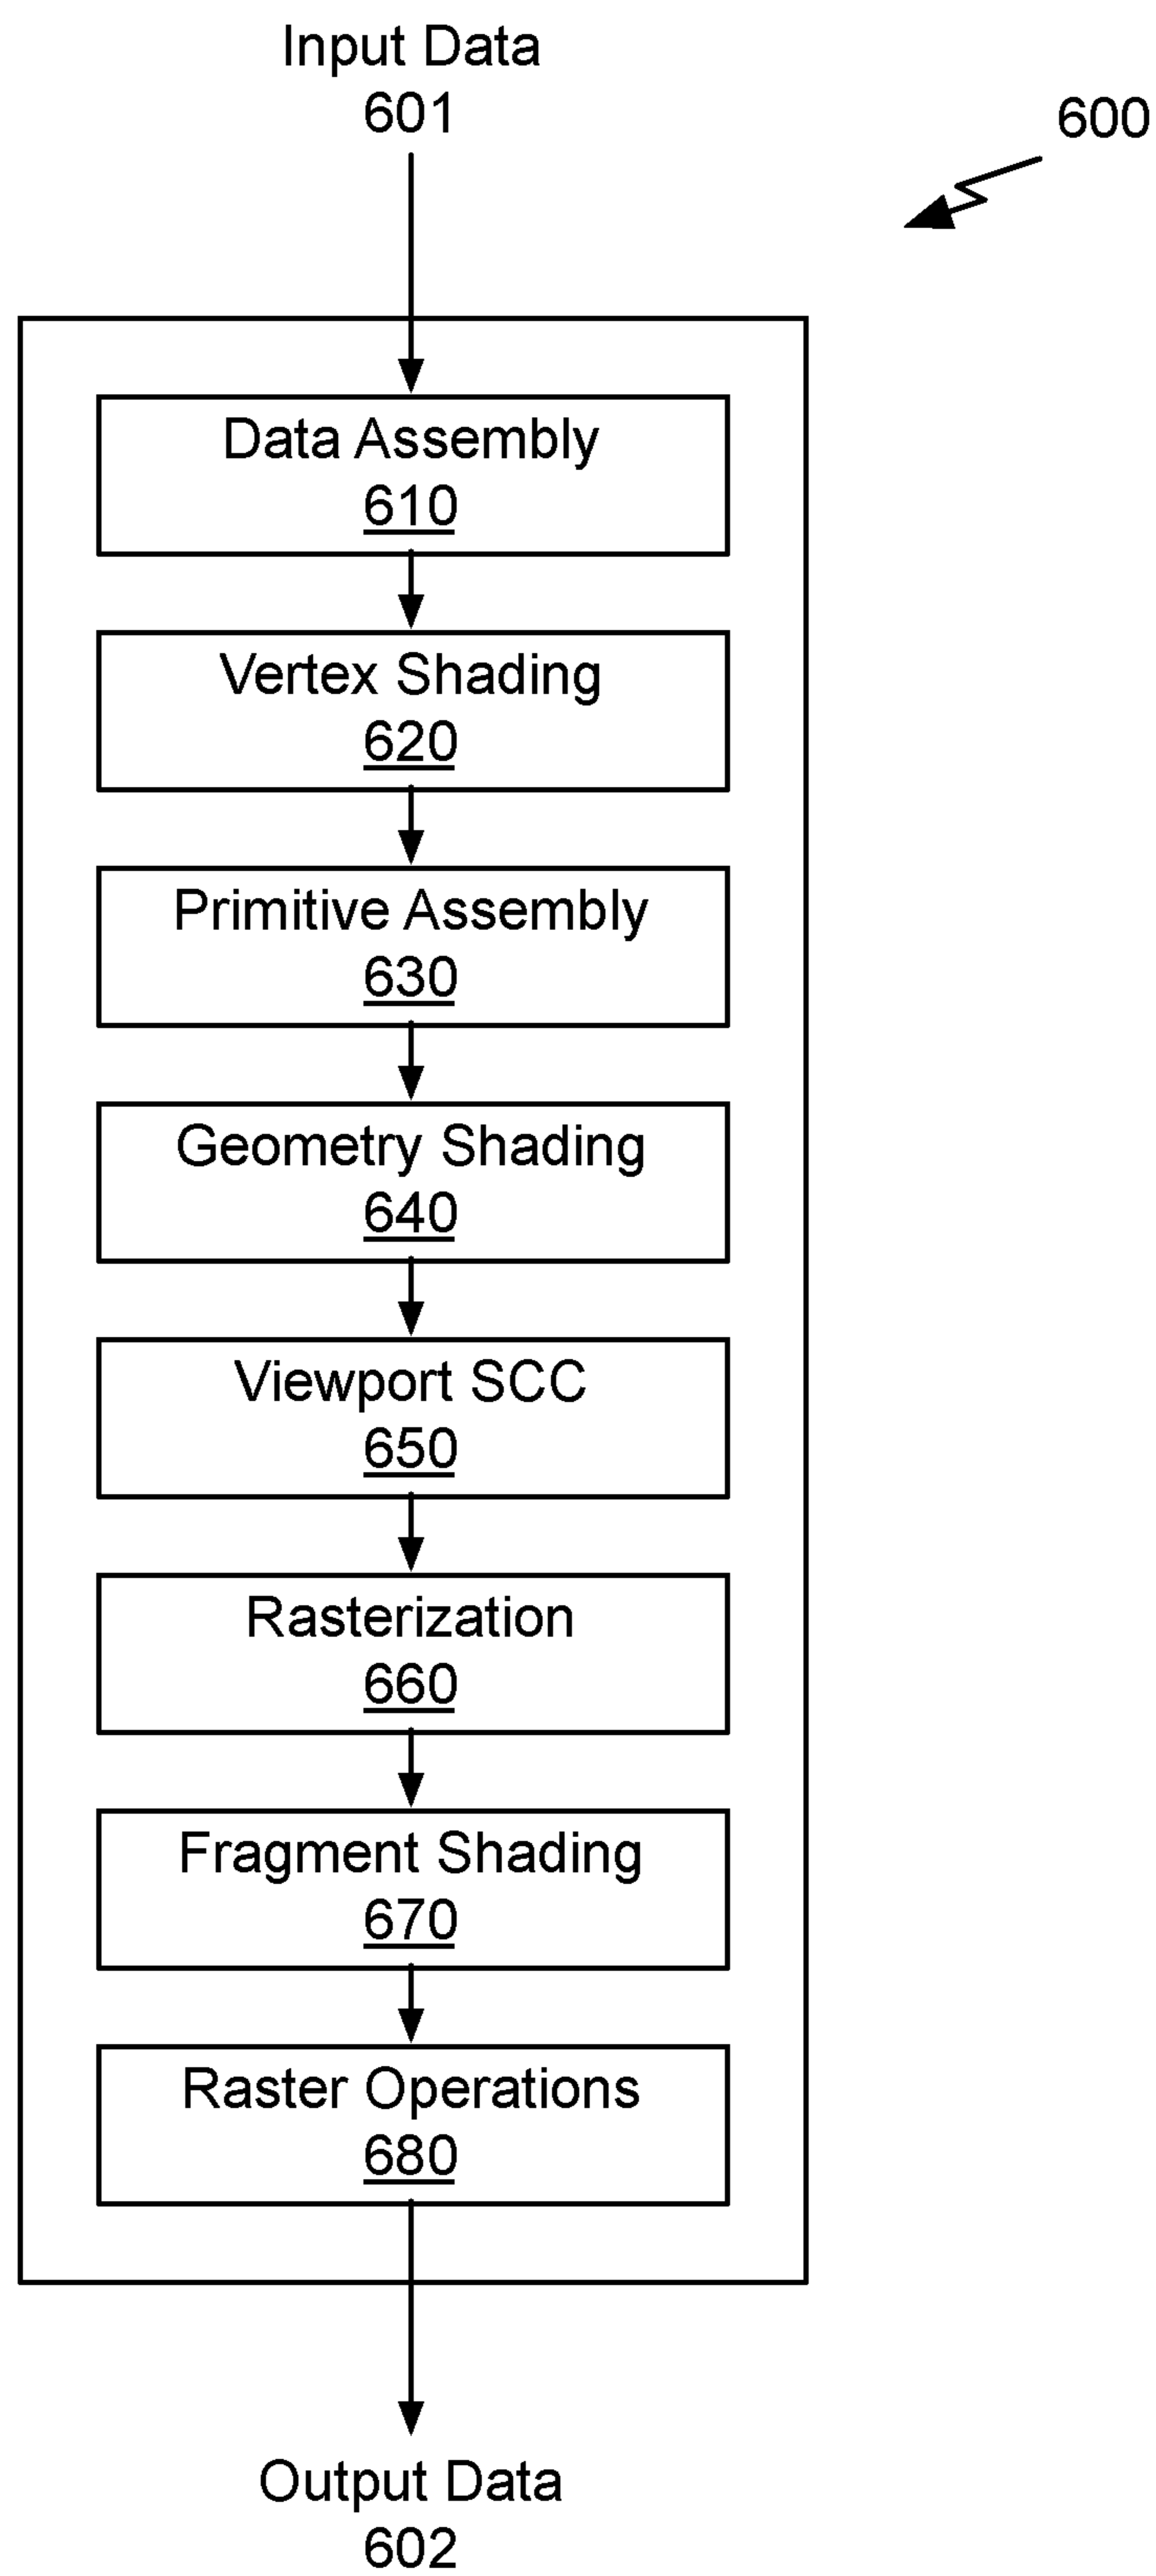 Input Data
601
600
Data Assembly
610
Vertex Shading
620
Primitive Assembly
630
Geometry Shading
640
Viewport SCC
650
Rasterization
660
Fragment Shading
670
Raster Operations
680
Output Data
602